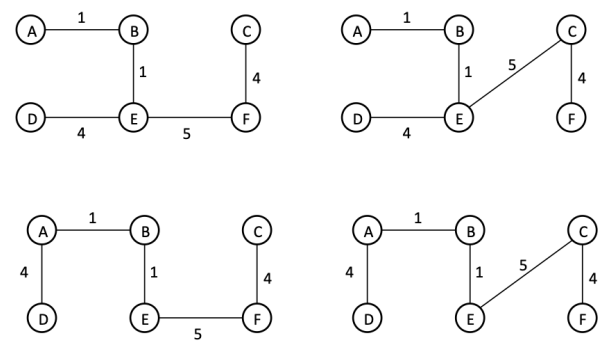 A 1 B C
1 4
D 4 E 5 F
A 1 B C
1 5 4
D 4 E F
A 1 B C
4 1 4
D E 5 F
A 1 B C
4 1 5 4
D E F